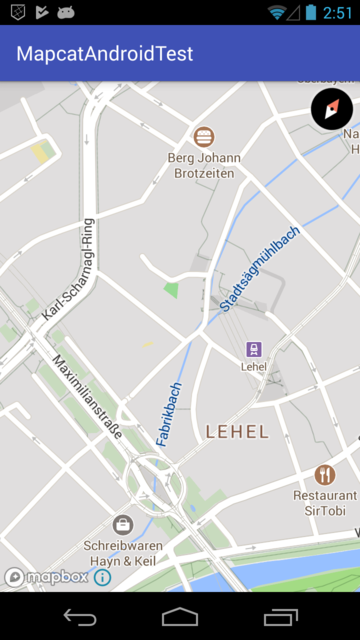 2:51
MapcatAndroidTest
Berg Johann
Brotzeiten
Na
H
Karl-Scharnagl-Ring
Stadtsägmühlbach
Lehel
Maximilianstraße
Fabrikbach
LEHEL
Restaurant
SirTobi
Schreibwaren
Hayn & Keil
mapbox